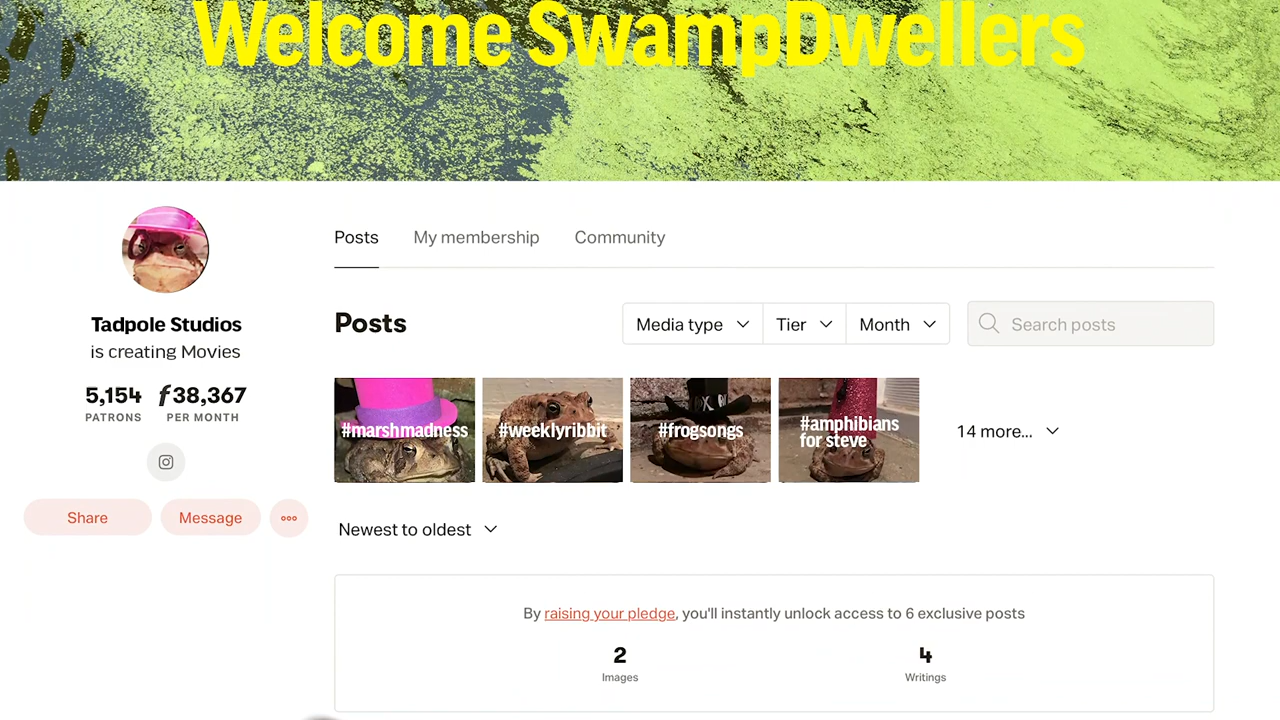 Welcome SwampDwellers
Posts
My membership
Community
Tadpole Studios
is creating Movies
5,154
PATRONS
ƒ38,367
PER MONTH
Share
Message
Posts
Media type
Tier
Month
Search posts
#marshmadness
#weeklyribbit
#frogsongs
#amphibians
for steve
14 more...
Newest to oldest
By raising your pledge, you'll instantly unlock access to 6 exclusive posts
2
Images
4
Writings